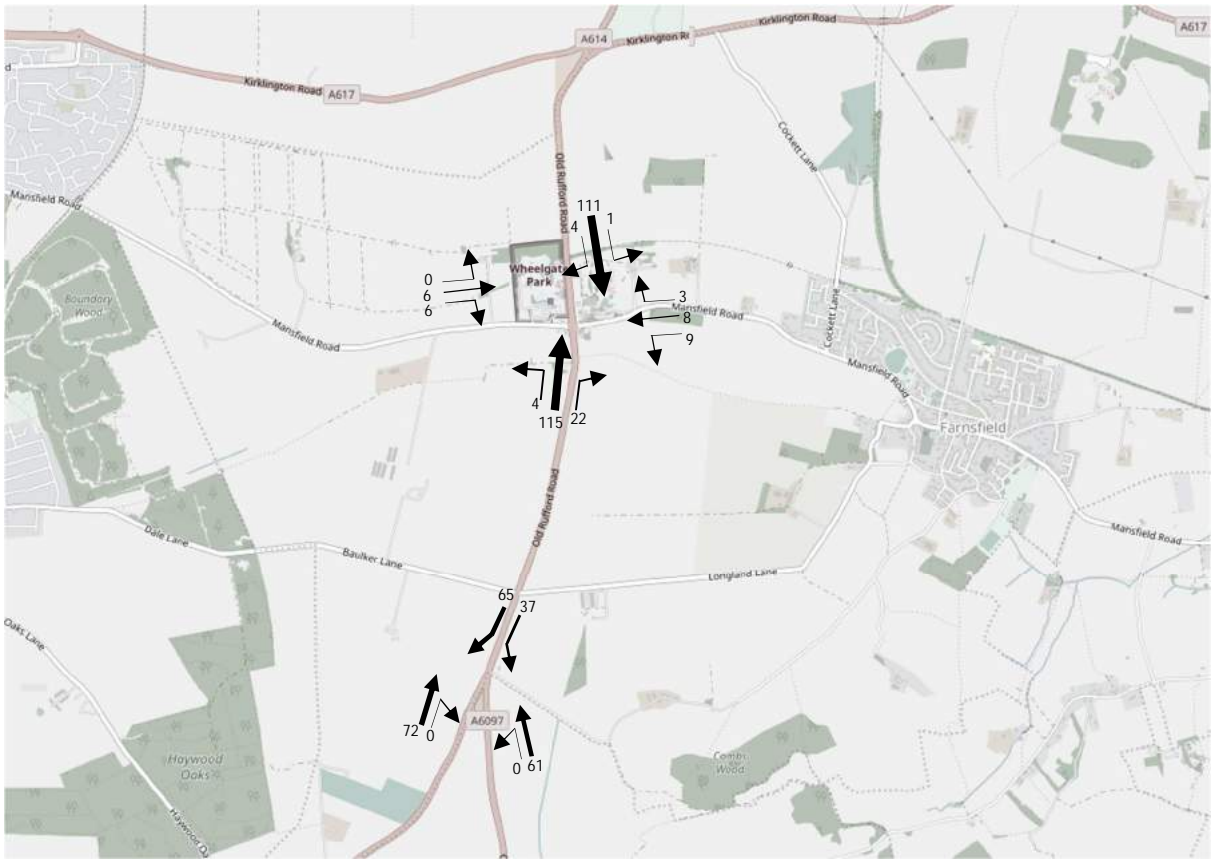 Kirklington Road
A617
A614
Kirklington R
d
Kirklington Road
A617
Cockett Lane
Mansfield Road
Old Rufford Road
111
4
1
Wheelgate
Park
0
6
6
3
Mansfield Road
8
9
Boundary
Wood
Mansfield Road
Cockett Lane
Mansfield Road
4
115
22
Farnsfield
Old Rufford Road
Dale Lane
Baulker Lane
Longland Lane
Mansfield Road
65
37
Oaks Lane
72
0
A6097
0
61
Haywood
Oaks
Combs
Wood
Haywood Oa